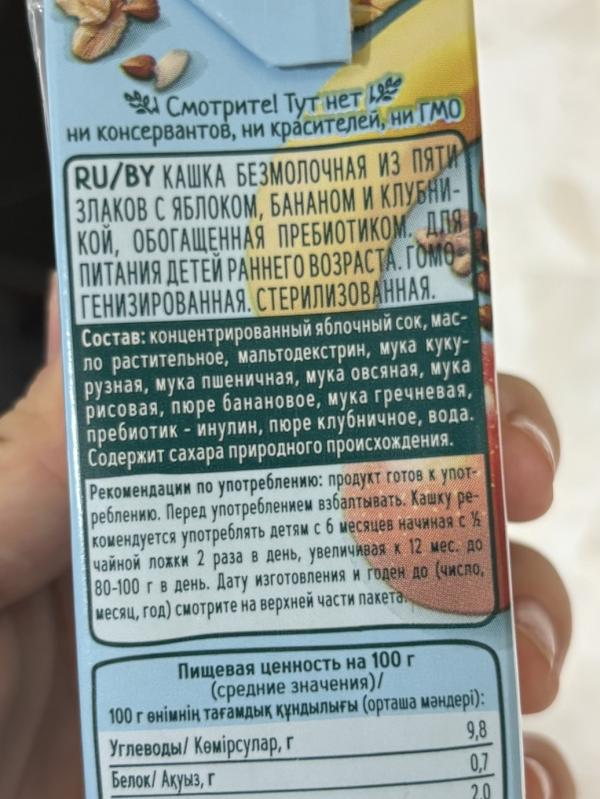 Смотрите! Тут нет
ни консервантов, ни красителей, ни ГМО
RU/BY КАШКА БЕЗМОЛОЧНАЯ ИЗ ПЯТИ
ЗЛАКОВ С ЯБЛОКОМ, БАНАНОМ И КЛУБНИ-
КОЙ, ОБОГАЩЕННАЯ ПРЕБИОТИКОМ. ДЛЯ
ПИТАНИЯ ДЕТЕЙ РАННЕГО ВОЗРАСТА. ГОМО-
ГЕНИЗИРОВАННАЯ. СТЕРИЛИЗОВАННАЯ.
Состав: концентрированный яблочный сок, мас-
ло растительное, мальтодекстрин, мука куку-
рузная, мука пшеничная, мука овсяная, мука
рисовая, пюре банановое, мука гречневая,
пребиотик - инулин, пюре клубничное, вода.
Содержит сахара природного происхождения.
Рекомендации по употреблению: продукт готов к упот-
реблению. Перед употреблением взбалтывать. Кашку ре-
комендуется употреблять детям с 6 месяцев начиная с ½
чайной ложки 2 раза в день, увеличивая к 12 мес. до
80-100 г в день. Дату изготовления и годен до (число,
месяц, год) смотрите на верхней части пакета.
Пищевая ценность на 100 г
(средние значения)/
100 г өнімнің тағамдық құндылығы (орташа мәндері):
Углеводы/ Көмірсулар, г 9,8
Белок/ Ақуыз, г 0,7
2,0